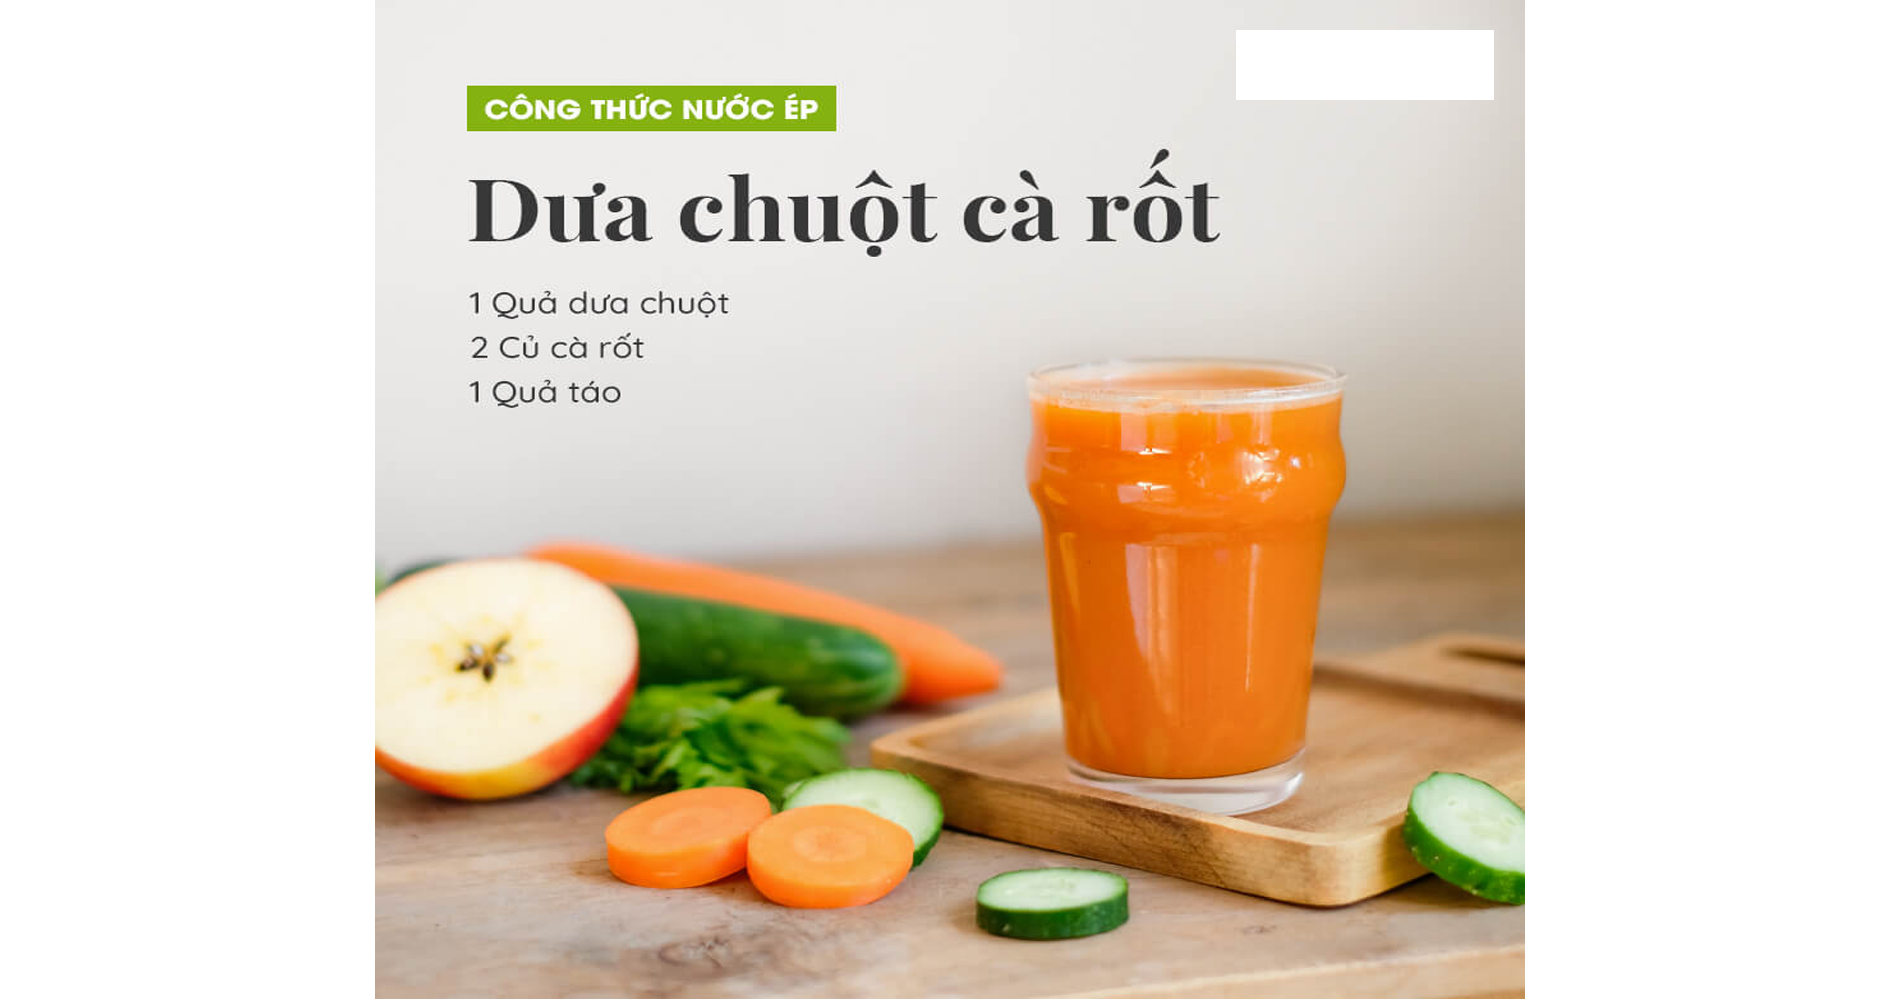 CÔNG THỨC NƯỚC ÉP
Dưa chuột cà rốt
1 Quả dưa chuột
2 Củ cà rốt
1 Quả táo